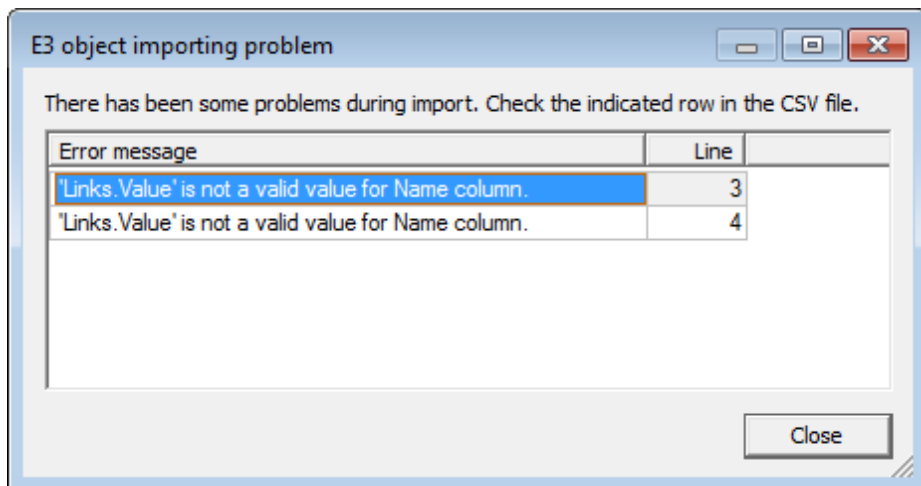 E3 object importing problem
There has been some problems during import. Check the indicated row in the CSV file.
Error message Line
'Links.Value' is not a valid value for Name column. 3
'Links.Value' is not a valid value for Name column. 4
Close